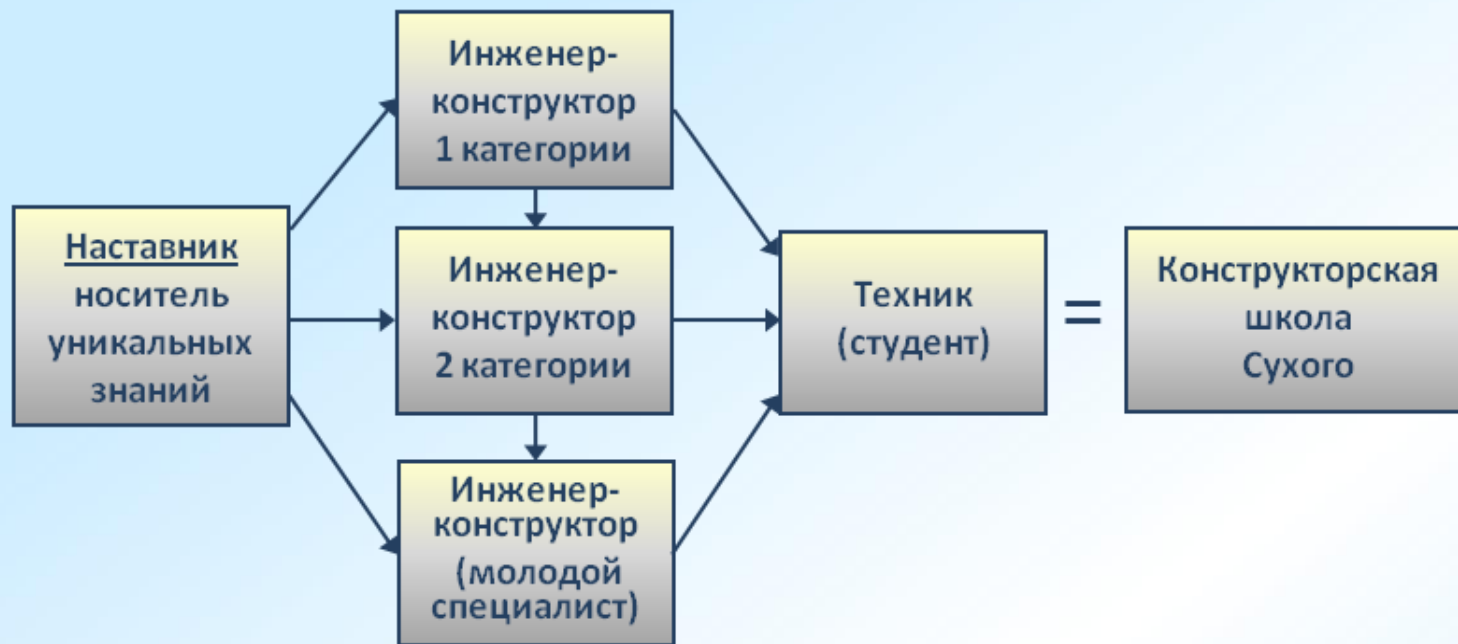 Инженер-
конструктор
1 категории
Наставник
носитель
уникальных
знаний
Инженер-
конструктор
2 категории
Инженер-
конструктор
(молодой
специалист)
Техник
(студент)
=
Конструкторская
школа
Сухого